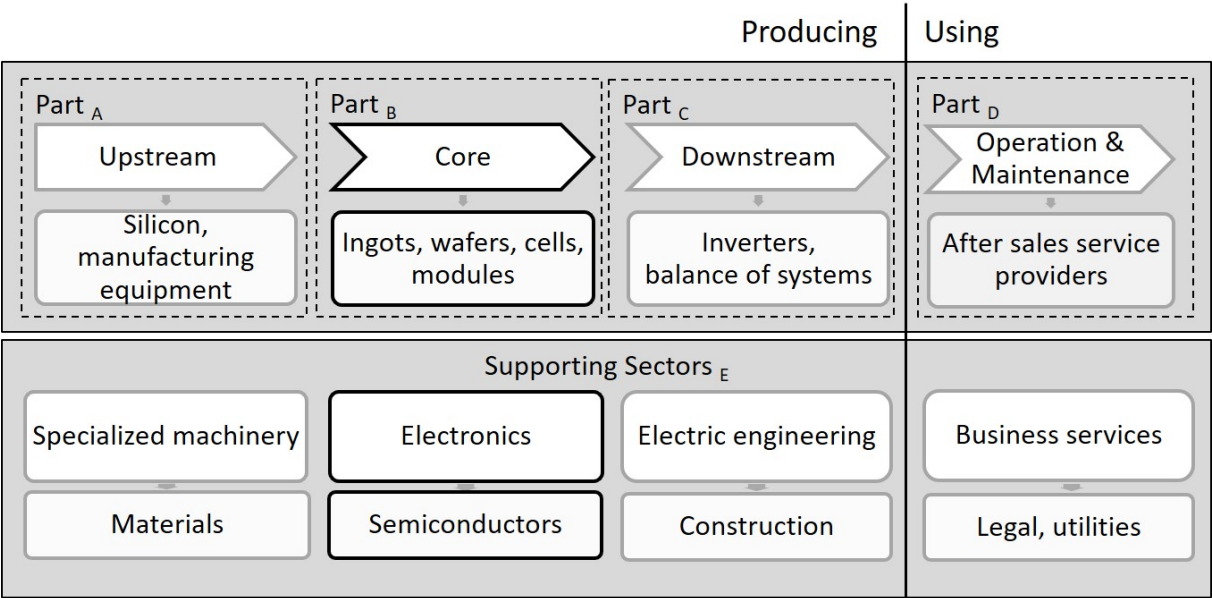 Producing
Using
Part A
Part B
Part C
Part D
Upstream
Core
Downstream
Operation &
Maintenance
Silicon,
manufacturing
equipment
Ingots, wafers, cells,
modules
Inverters,
balance of systems
After sales service
providers
Supporting Sectors E
Specialized machinery
Electronics
Electric engineering
Business services
Materials
Semiconductors
Construction
Legal, utilities